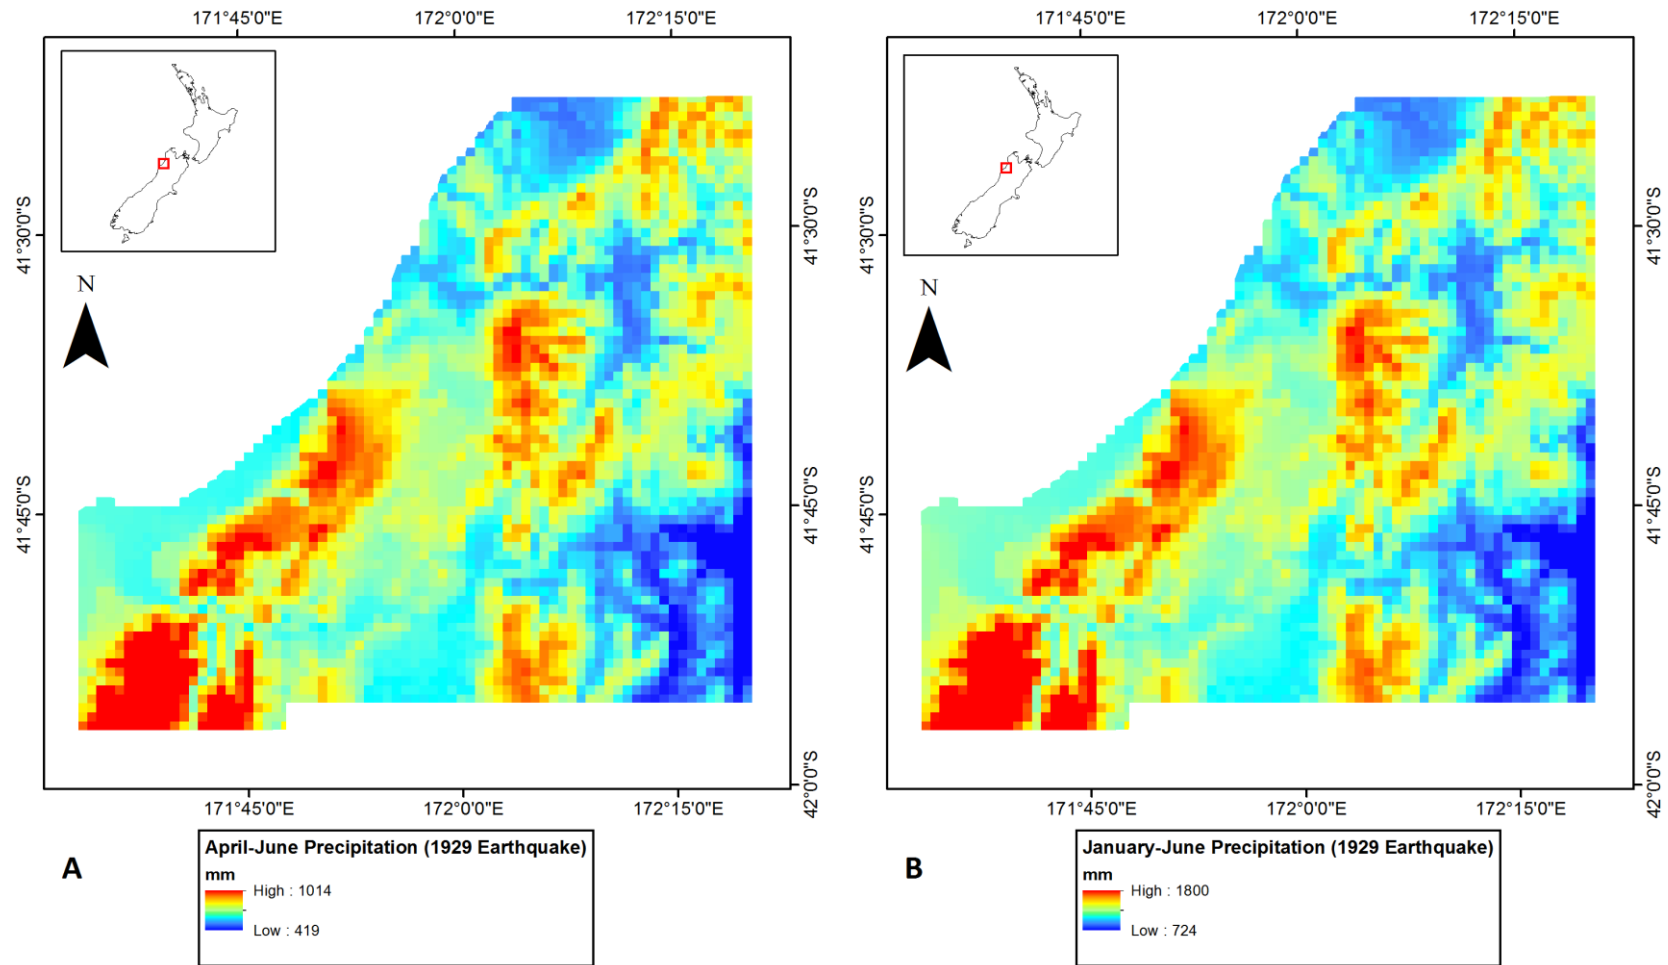 171°45'0"E 172°0'0"E 172°15'0"E
171°45'0"E 172°0'0"E 172°15'0"E
41°30'0"S
41°30'0"S
41°30'0"S
41°30'0"S
N
N
41°45'0"S
41°45'0"S
41°45'0"S
41°45'0"S
42°0'0"S
42°0'0"S
171°45'0"E 172°0'0"E 172°15'0"E
171°45'0"E 172°0'0"E 172°15'0"E
A
April-June Precipitation (1929 Earthquake)
mm
High : 1014
Low : 419
B
January-June Precipitation (1929 Earthquake)
mm
High : 1800
Low : 724